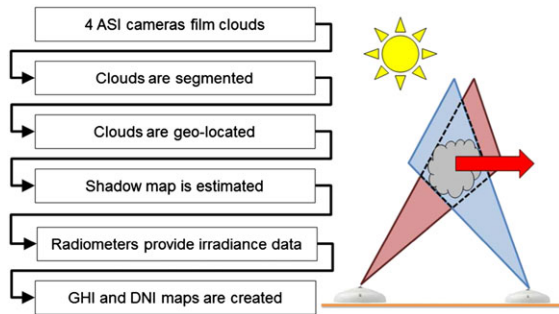 4 ASI cameras film clouds
Clouds are segmented
Clouds are geo-located
Shadow map is estimated
Radiometers provide irradiance data
GHI and DNI maps are created